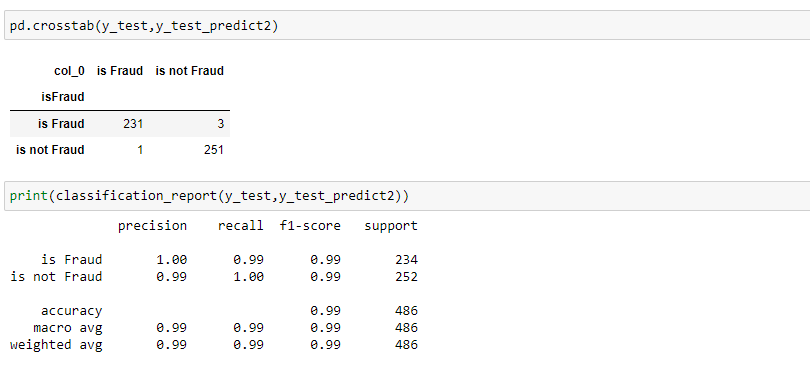 pd.crosstab(y_test,y_test_predict2)
col_0 is Fraud is not Fraud
isFraud
is Fraud 231 3
is not Fraud 1 251
print(classification_report(y_test,y_test_predict2))
precision recall f1-score support
is Fraud 1.00 0.99 0.99 234
is not Fraud 0.99 1.00 0.99 252
accuracy 0.99 486
macro avg 0.99 0.99 0.99 486
weighted avg 0.99 0.99 0.99 486